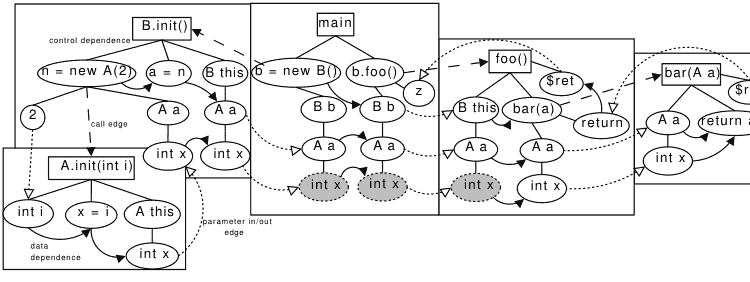 B.init()
control dependence
n = new A(2)
a = n
B this
2
A a
A a
call edge
int x
int x
A.init(int i)
int i
x = i
A this
data
dependence
int x
parameter in/out
edge
main
b = new B()
b.foo()
z
B b
B b
A a
A a
int x
int x
foo()
$ret
B this
bar(a)
return
A a
A a
int x
int x
bar(A a)
$r
A a
return a
int x